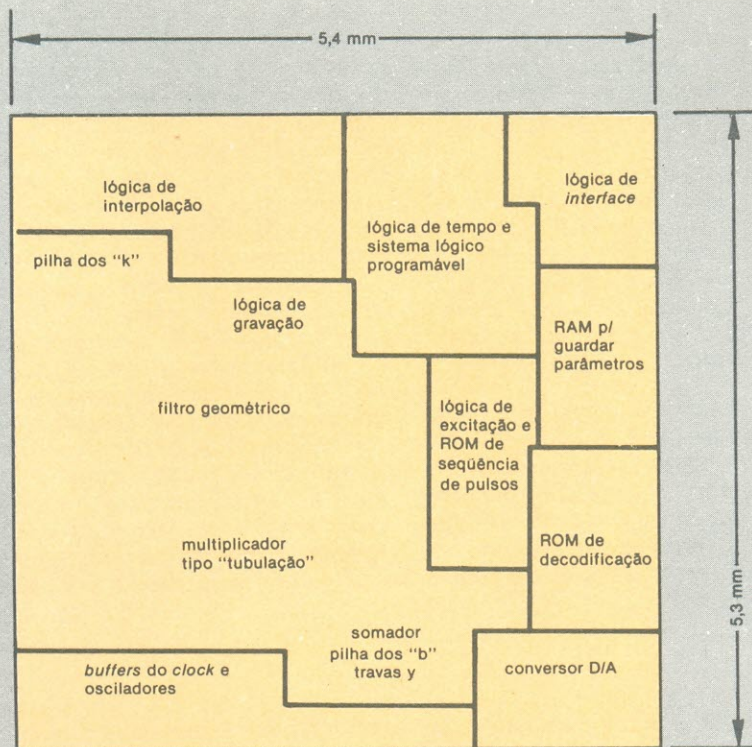 5,4 mm
lógica de
interpolação
lógica de tempo e
sistema lógico
programável
lógica de
interface
pilha dos "k"
lógica de
gravação
RAM p/
guardar
parâmetros
filtro geométrico
lógica de
excitação e
ROM de
seqüência
de pulsos
multiplicador
tipo "tubulação"
ROM de
decodificação
5,3 mm
somador
pilha dos "b"
travas y
buffers do clock e
osciladores
conversor D/A